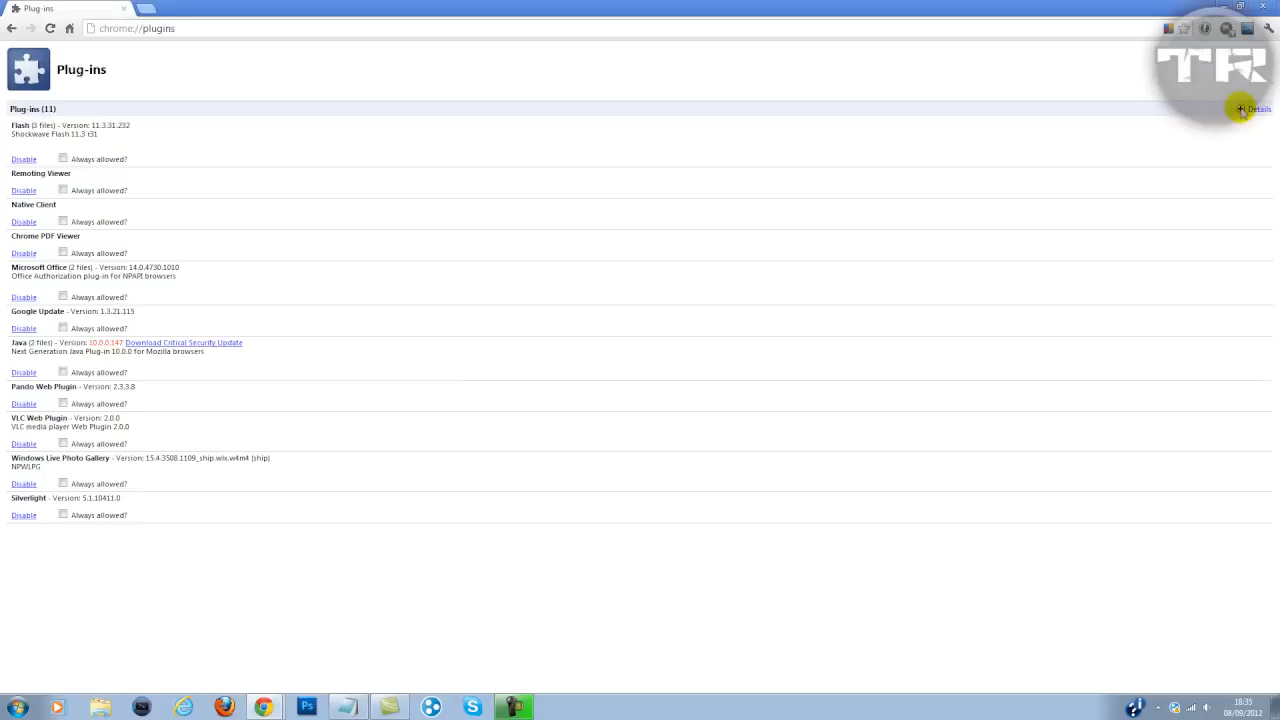 Plug-ins
chrome://plugins
TR
Plug-ins
Plug-ins (11)
Details
Flash (3 files) - Version: 11.3.31.232
Shockwave Flash 11.3 r31
Disable Always allowed?
Remoting Viewer
Disable Always allowed?
Native Client
Disable Always allowed?
Chrome PDF Viewer
Disable Always allowed?
Microsoft Office (2 files) - Version: 14.0.4730.1010
Office Authorization plug-in for NPAPI browsers
Disable Always allowed?
Google Update - Version: 1.3.21.115
Disable Always allowed?
Java (2 files) - Version: 10.0.0.147 Download Critical Security Update
Next Generation Java Plug-in 10.0.0 for Mozilla browsers
Disable Always allowed?
Pando Web Plugin - Version: 2.3.3.8
Disable Always allowed?
VLC Web Plugin - Version: 2.0.0
VLC media player Web Plugin 2.0.0
Disable Always allowed?
Windows Live Photo Gallery - Version: 15.4.3508.1109_ship.wlx.w4m4 (ship)
NPWLPG
Disable Always allowed?
Silverlight - Version: 5.1.10411.0
Disable Always allowed?
Ps
18:35
08/09/2012